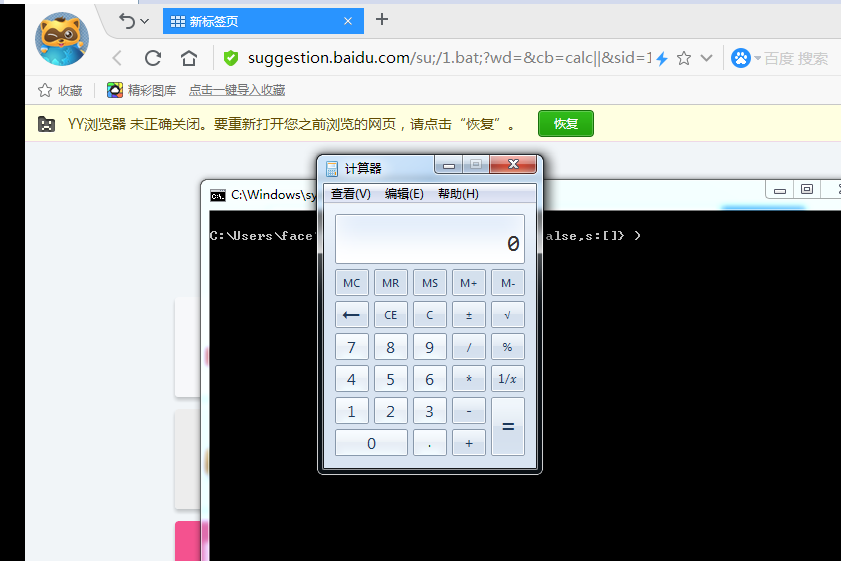 新标签页
suggestion.baidu.com/su;/1.bat;?wd=&cb=calc||&sid=1
百度 搜索
收藏 精彩图库 点击一键导入收藏
YY浏览器 未正确关闭。要重新打开您之前浏览的网页，请点击“恢复”。 恢复
计算器
C:\Windows\sy
查看(V) 编辑(E) 帮助(H)
C:\Users\face
alse,s:[]} )
0
MC MR MS M+ M-
← CE C ± √
7 8 9 / %
4 5 6 * 1/x
1 2 3 - =
0 . +